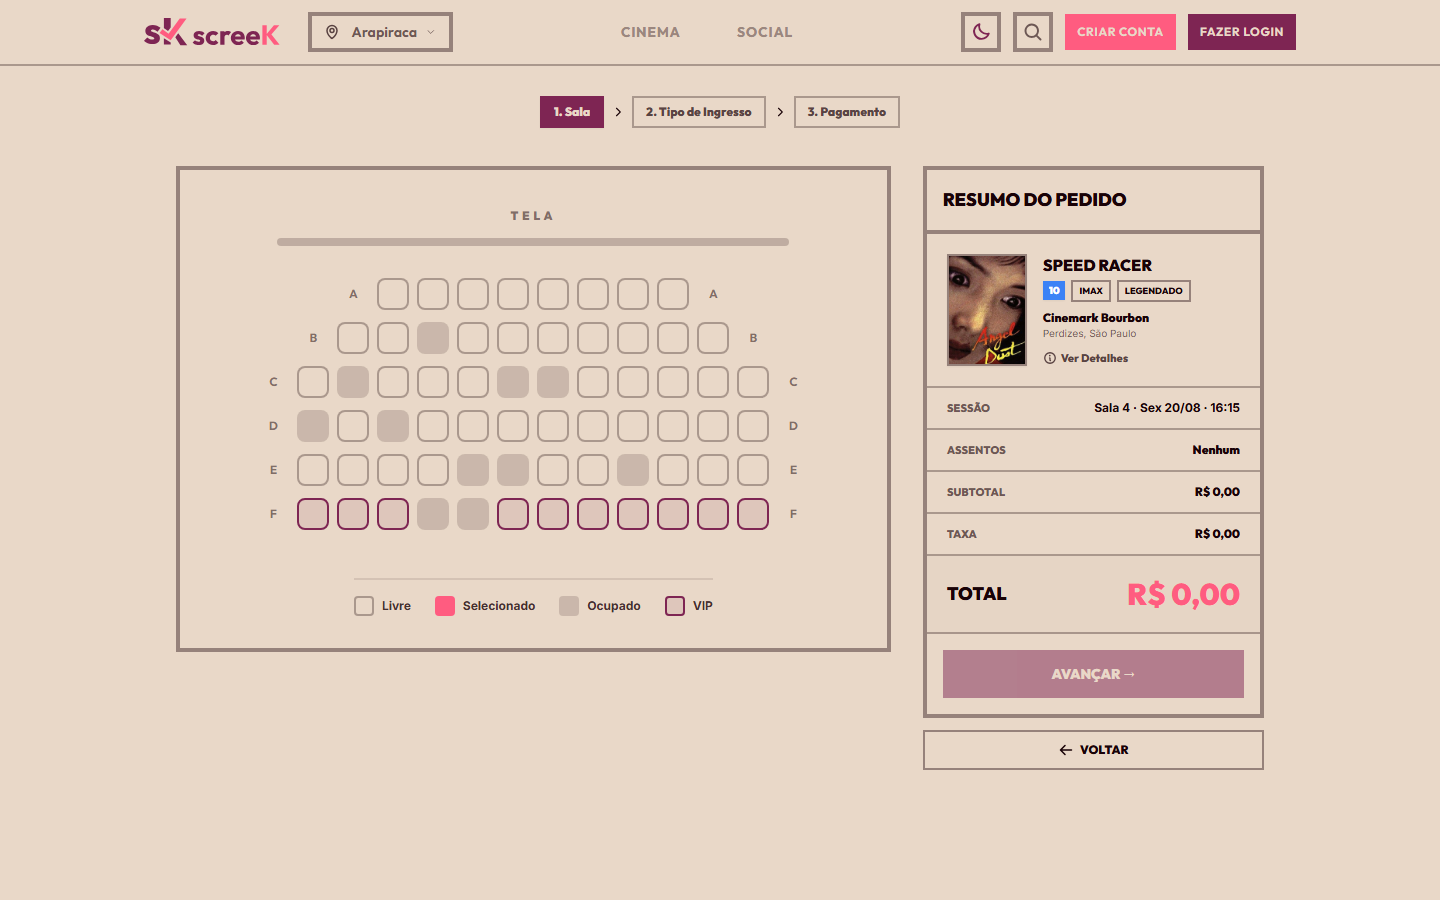 sK screeK
Arapiraca
CINEMA
SOCIAL
CRIAR CONTA
FAZER LOGIN
1. Sala
2. Tipo de Ingresso
3. Pagamento
TELA
A A
B B
C C
D D
E E
F F
Livre
Selecionado
Ocupado
VIP
RESUMO DO PEDIDO
Angel
Dust
SPEED RACER
10 IMAX LEGENDADO
Cinemark Bourbon
Perdizes, São Paulo
Ver Detalhes
SESSÃO Sala 4 · Sex 20/08 · 16:15
ASSENTOS Nenhum
SUBTOTAL R$ 0,00
TAXA R$ 0,00
TOTAL R$ 0,00
AVANÇAR →
← VOLTAR